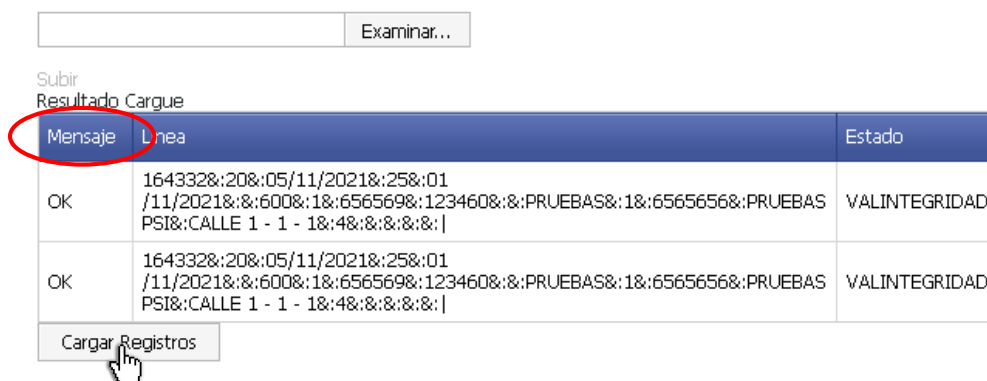 Examinar...
Subir
Resultado Cargue
Mensaje Linea Estado
164332&:20&:05/11/2021&:25&:01
OK /11/2021&:&:600&:1&:6565569&:123460&:&:PRUEBAS&:1&:6565656&:PRUEBAS VALINTEGRIDAD
PSI&:CALLE 1 - 1 - 1&:4&:&:&:&:&:|
164332&:20&:05/11/2021&:25&:01
OK /11/2021&:&:600&:1&:6565569&:123460&:&:PRUEBAS&:1&:6565656&:PRUEBAS VALINTEGRIDAD
PSI&:CALLE 1 - 1 - 1&:4&:&:&:&:&:|
Cargar Registros